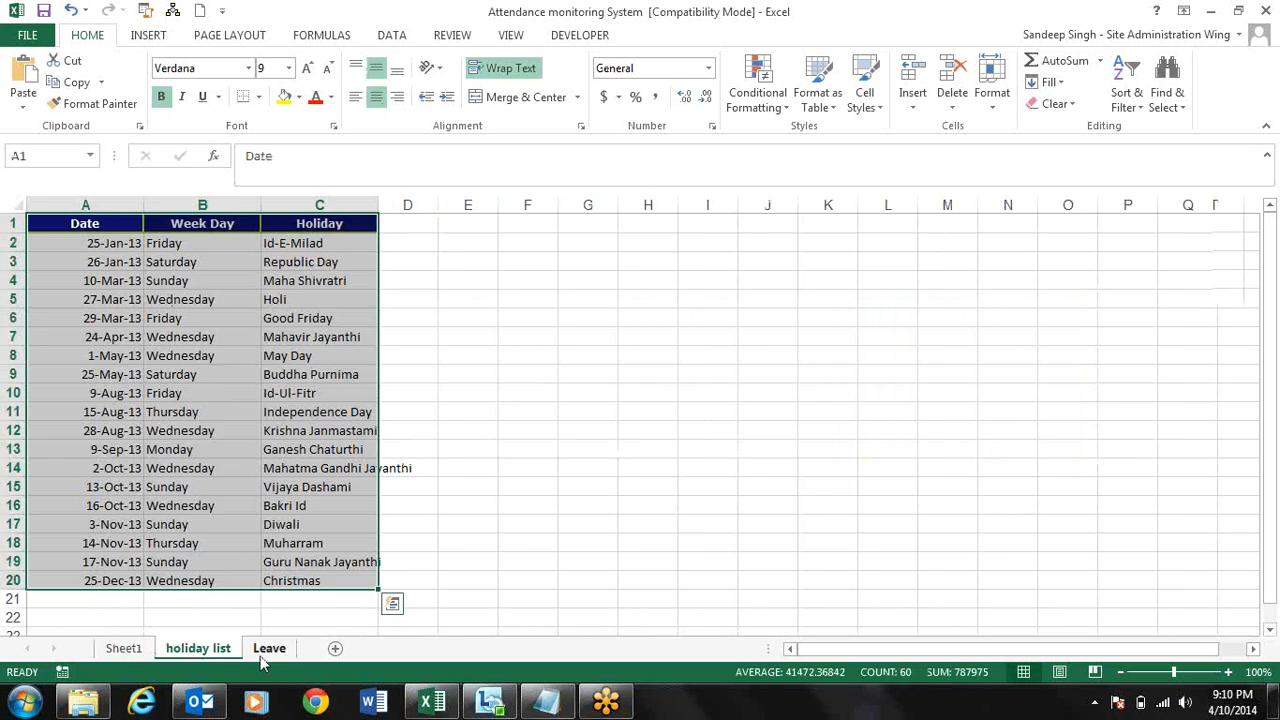 Attendance monitoring System [Compatibility Mode] - Excel
FILE HOME INSERT PAGE LAYOUT FORMULAS DATA REVIEW VIEW DEVELOPER Sandeep Singh - Site Administration Wing
Cut
Copy
Format Painter
Paste
Clipboard
Verdana 9
B I U A
Font
Wrap Text
Merge & Center
Alignment
General
$ % ,
Number
Conditional Formatting
Format as Table
Cell Styles
Styles
Insert Delete Format
Cells
AutoSum
Fill
Clear
Sort & Filter
Find & Select
Editing
A1 fx Date
A B C D E F G H I J K L M N O P Q
1 Date Week Day Holiday
2 25-Jan-13 Friday Id-E-Milad
3 26-Jan-13 Saturday Republic Day
4 10-Mar-13 Sunday Maha Shivratri
5 27-Mar-13 Wednesday Holi
6 29-Mar-13 Friday Good Friday
7 24-Apr-13 Wednesday Mahavir Jayanthi
8 1-May-13 Wednesday May Day
9 25-May-13 Saturday Buddha Purnima
10 9-Aug-13 Friday Id-Ul-Fitr
11 15-Aug-13 Thursday Independence Day
12 28-Aug-13 Wednesday Krishna Janmastami
13 9-Sep-13 Monday Ganesh Chaturthi
14 2-Oct-13 Wednesday Mahatma Gandhi Jayanthi
15 13-Oct-13 Sunday Vijaya Dashami
16 16-Oct-13 Wednesday Bakri Id
17 3-Nov-13 Sunday Diwali
18 14-Nov-13 Thursday Muharram
19 17-Nov-13 Sunday Guru Nanak Jayanthi
20 25-Dec-13 Wednesday Christmas
21
22
Sheet1 holiday list Leave
READY AVERAGE: 41472.36842 COUNT: 60 SUM: 787975 100%
9:10 PM
4/10/2014